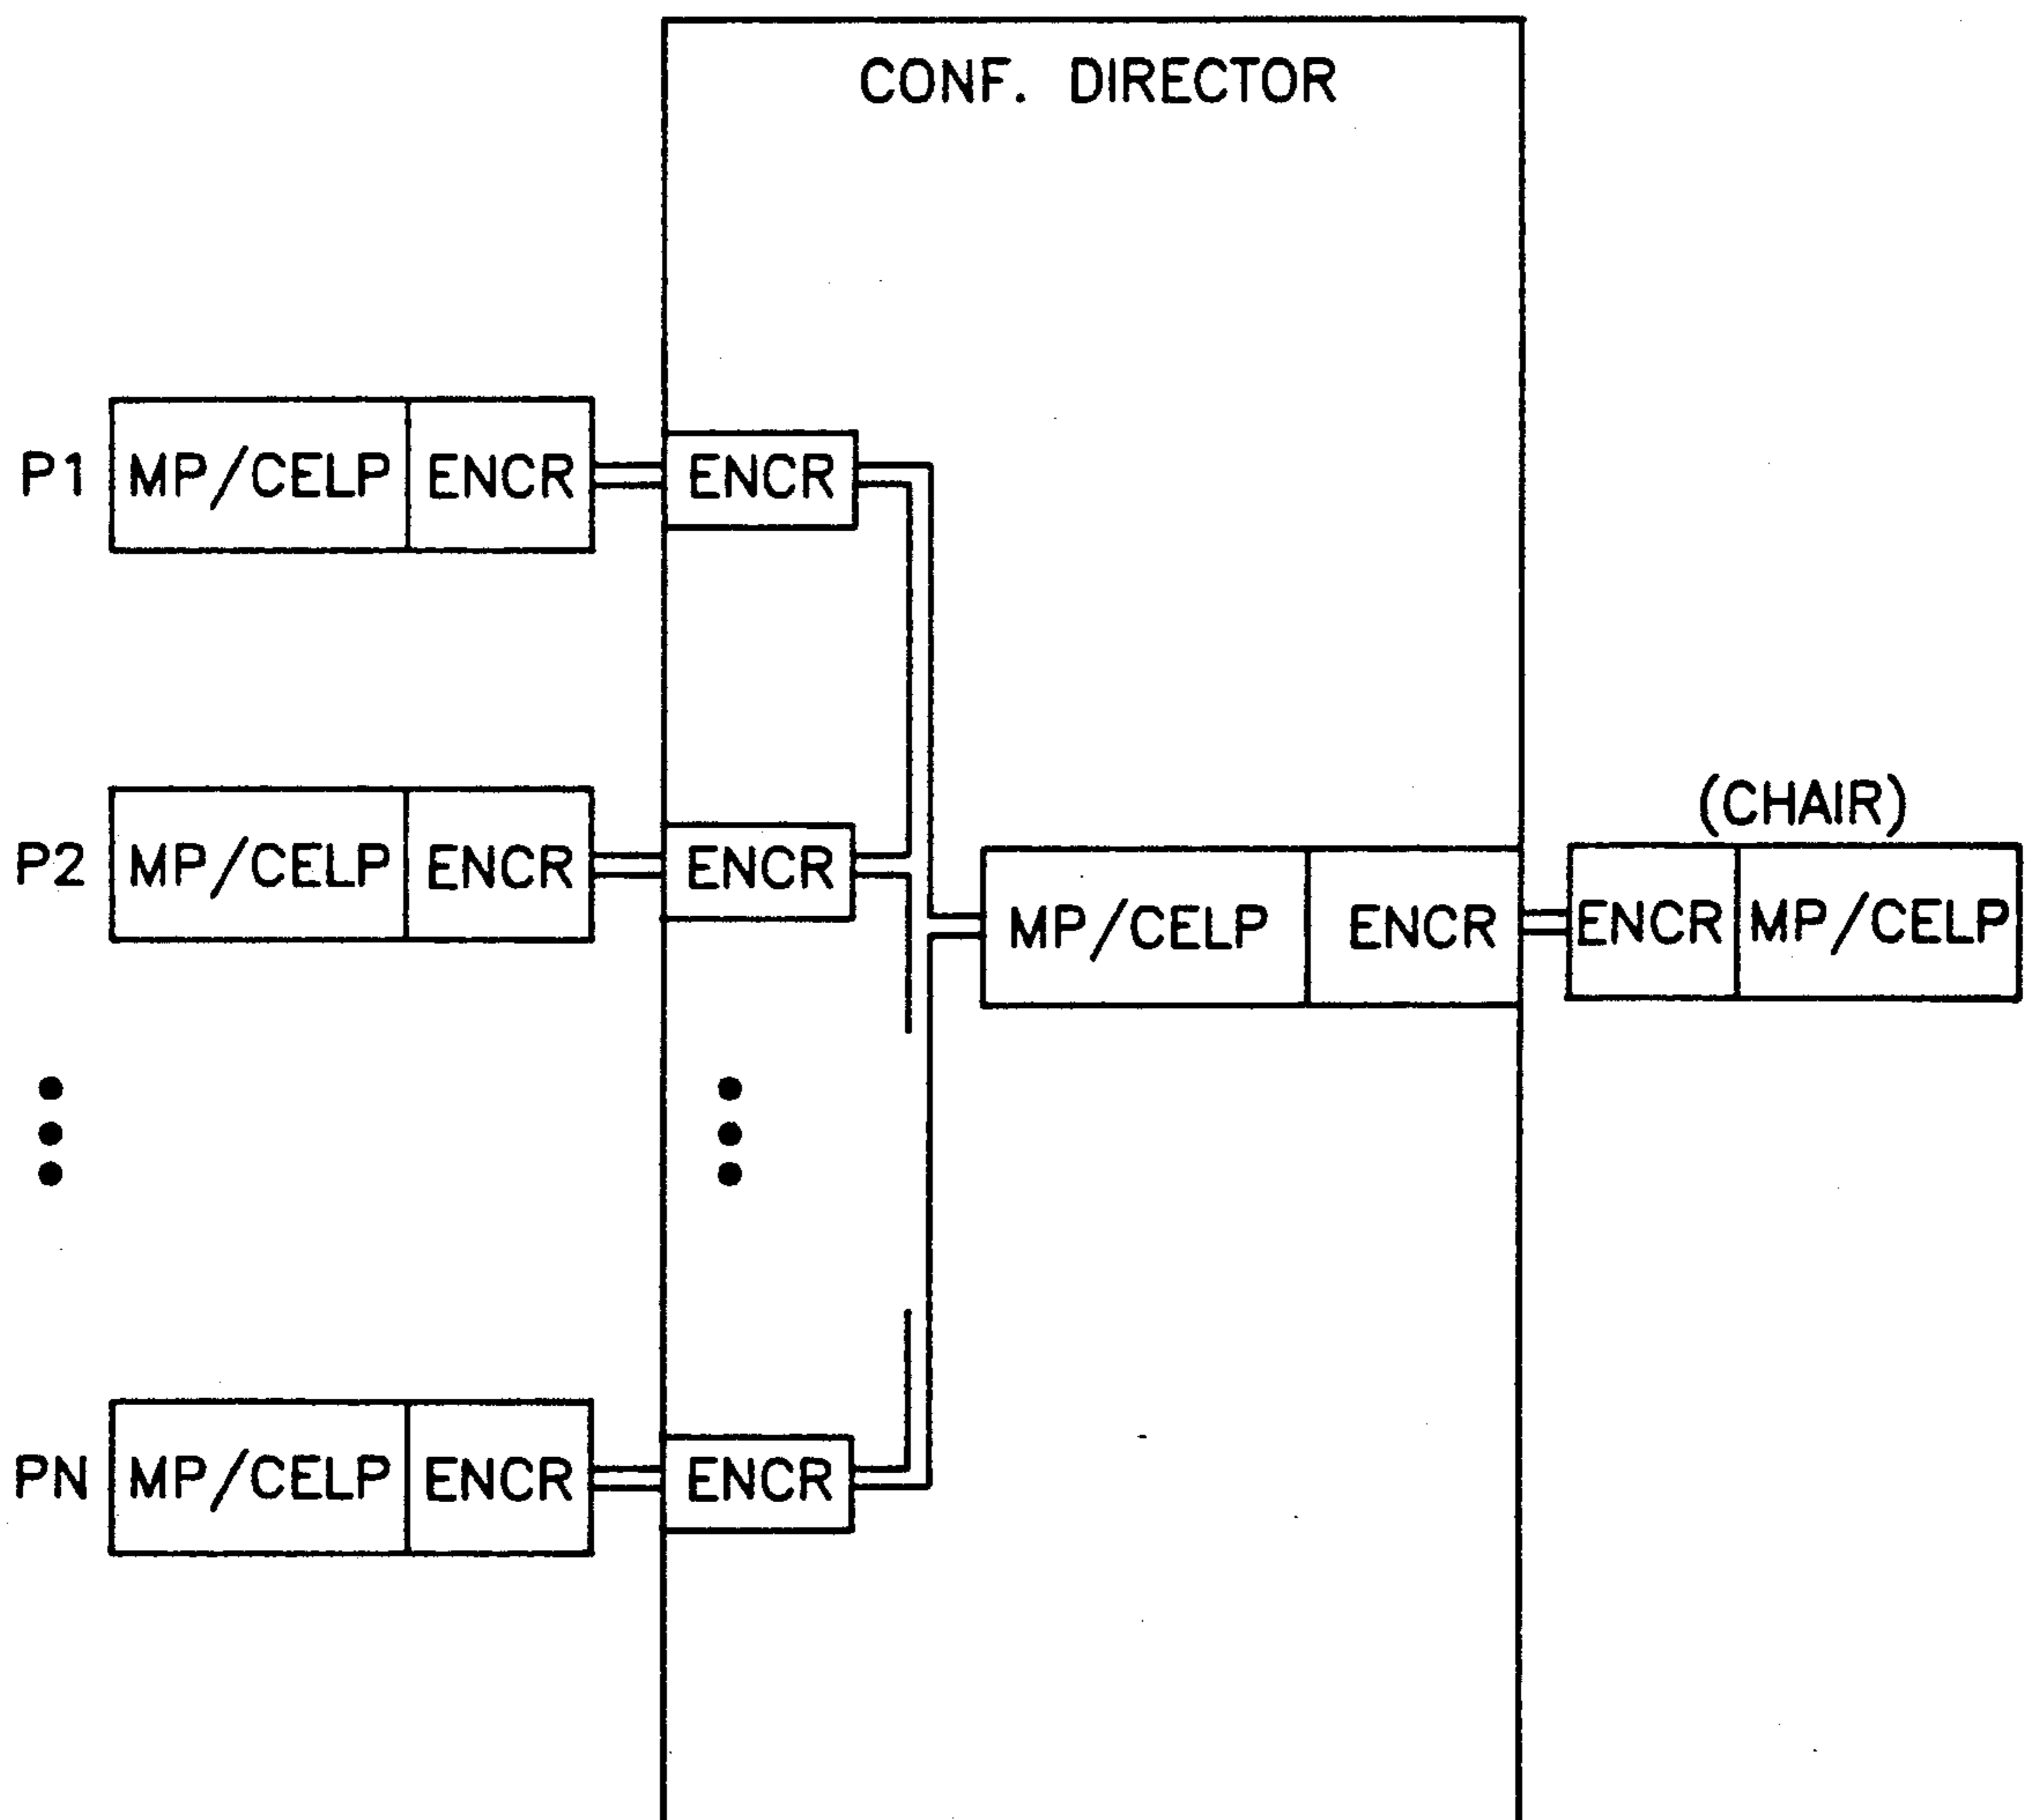 CONF. DIRECTOR
P1 MP/CELP ENCR ENCR
(CHAIR)
P2 MP/CELP ENCR ENCR
MP/CELP ENCR ENCR MP/CELP
PN MP/CELP ENCR ENCR